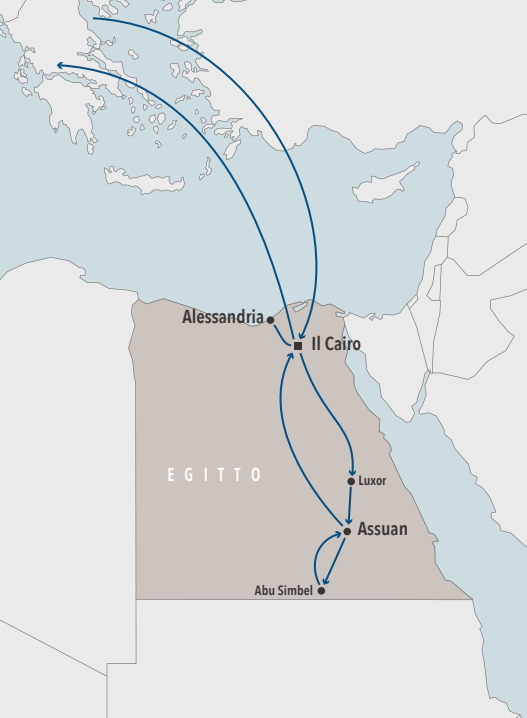 Alessandria
Il Cairo
EGITTO
Luxor
Assuan
Abu Simbel